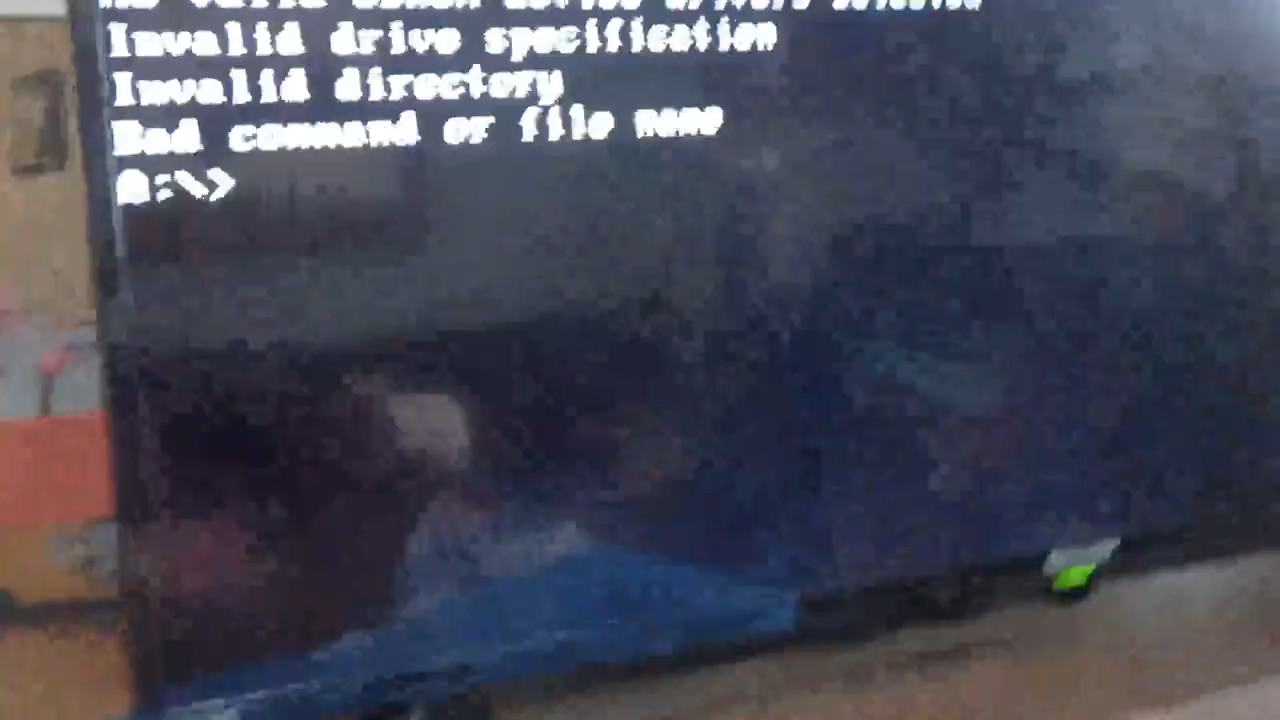 Invalid drive specification
Invalid directory
Bad command or file name
A:\>